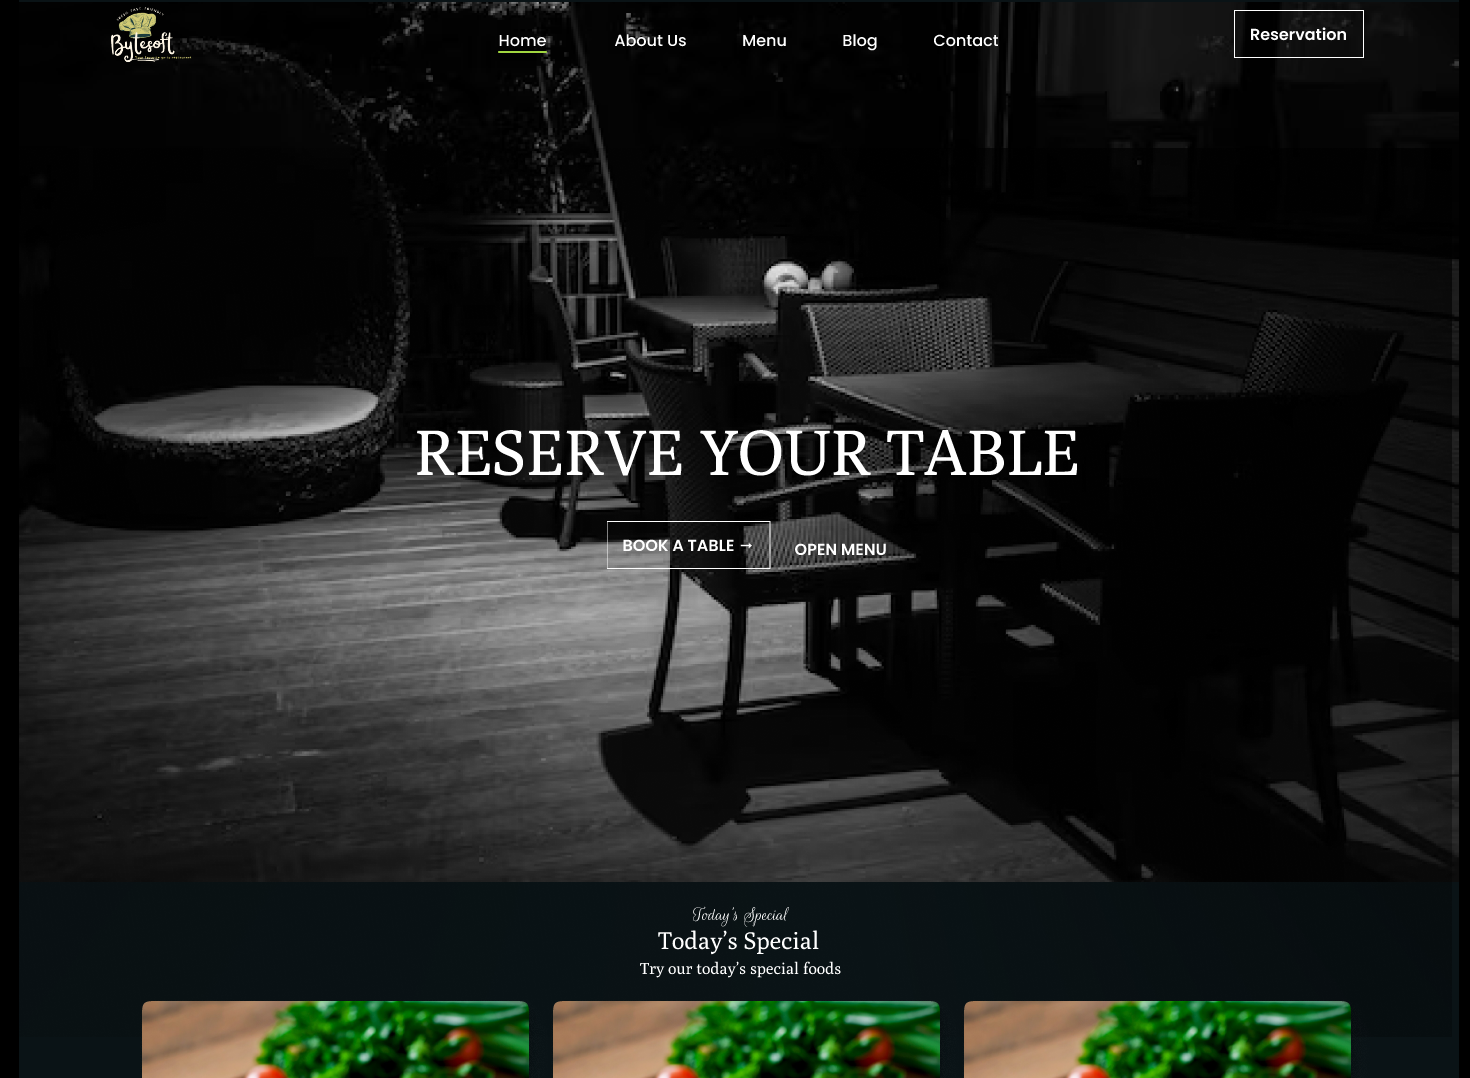 Bytesoft
Home
About Us
Menu
Blog
Contact
Reservation
RESERVE YOUR TABLE
BOOK A TABLE →
OPEN MENU
Today's Special
Today's Special
Try our today's special foods